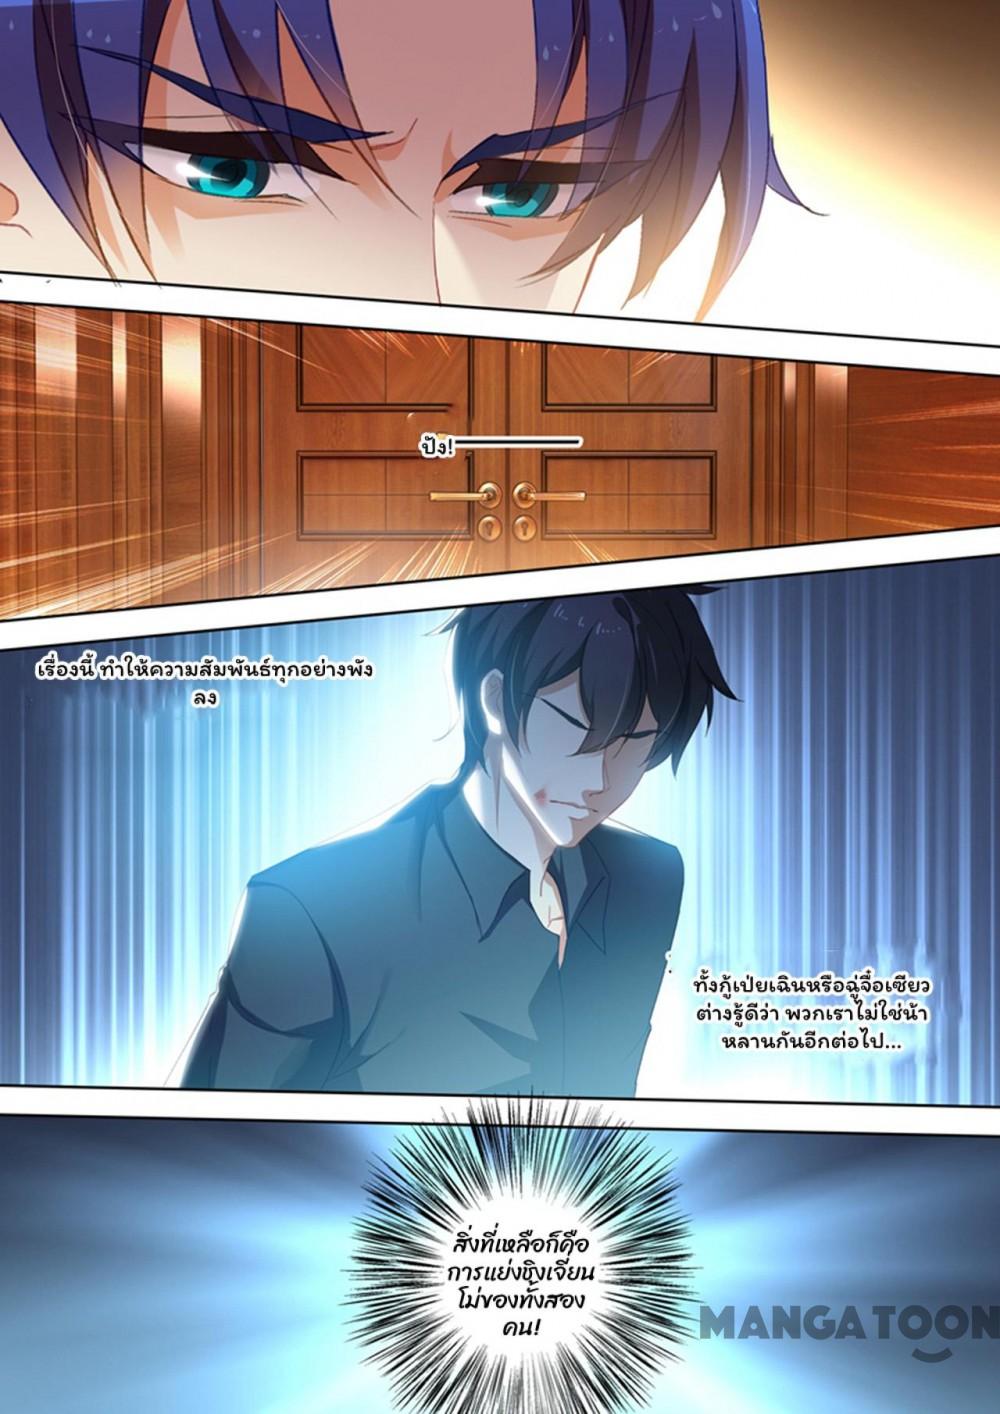 ปัง!
เรื่องนี้ ทำให้ความสัมพันธ์ทุกอย่างพัง
ลง
ทั้งกู้เป่ยเฉินหรือฉู่จื่อเซียว
ต่างรู้ดีว่า พวกเราไม่ใช่น้า
หลานกันอีกต่อไป...
สิ่งที่เหลือก็คือ
การแย่งชิงเจี่ยน
โม่ของทั้งสอง
คน!
MANGATOON